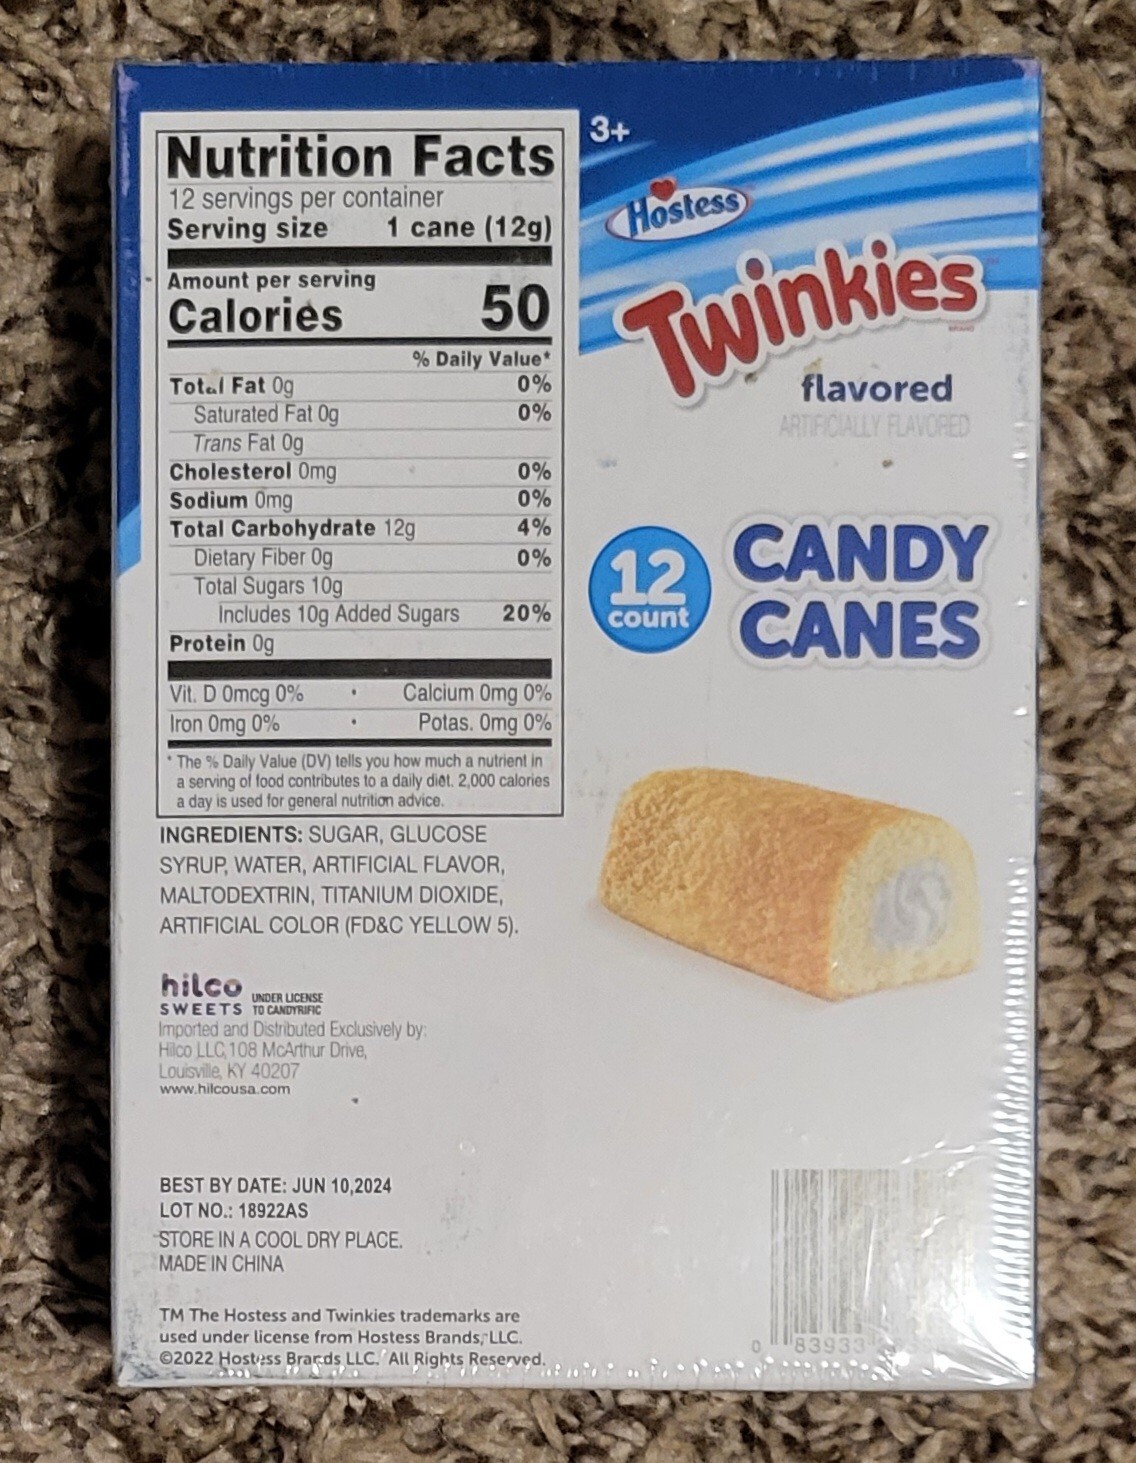 Nutrition Facts
12 servings per container
Serving size 1 cane (12g)
Amount per serving
Calories 50
% Daily Value*
Total Fat 0g 0%
Saturated Fat 0g 0%
Trans Fat 0g
Cholesterol 0mg 0%
Sodium 0mg 0%
Total Carbohydrate 12g 4%
Dietary Fiber 0g 0%
Total Sugars 10g
Includes 10g Added Sugars 20%
Protein 0g
Vit. D 0mcg 0% • Calcium 0mg 0%
Iron 0mg 0% • Potas. 0mg 0%
* The % Daily Value (DV) tells you how much a nutrient in
a serving of food contributes to a daily diet. 2,000 calories
a day is used for general nutrition advice.
INGREDIENTS: SUGAR, GLUCOSE
SYRUP, WATER, ARTIFICIAL FLAVOR,
MALTODEXTRIN, TITANIUM DIOXIDE,
ARTIFICIAL COLOR (FD&C YELLOW 5).
hilco
SWEETS
UNDER LICENSE
TO CANDYRIFIC
Imported and Distributed Exclusively by:
Hilco LLC, 108 McArthur Drive,
Louisville, KY 40207
www.hilcousa.com
BEST BY DATE: JUN 10,2024
LOT NO.: 18922AS
STORE IN A COOL DRY PLACE.
MADE IN CHINA
TM The Hostess and Twinkies trademarks are
used under license from Hostess Brands, LLC.
©2022 Hostess Brands LLC. All Rights Reserved.
3+
Hostess
Twinkies
BRAND
flavored
ARTIFICIALLY FLAVORED
12
count
CANDY
CANES
0 83933